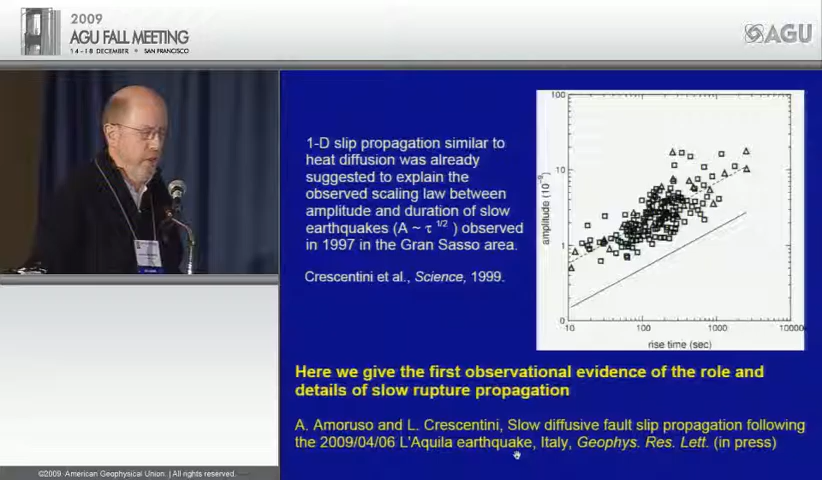 2009
AGU FALL MEETING
14-18 DECEMBER • SAN FRANCISCO
AGU
1-D slip propagation similar to
heat diffusion was already
suggested to explain the
observed scaling law between
amplitude and duration of slow
earthquakes (A ~ τ 1/2 ) observed
in 1997 in the Gran Sasso area.
Crescentini et al., Science, 1999.
amplitude (10⁻⁹)
100
10
1
0
10 100 1000 10000
rise time (sec)
Here we give the first observational evidence of the role and
details of slow rupture propagation
A. Amoruso and L. Crescentini, Slow diffusive fault slip propagation following
the 2009/04/06 L'Aquila earthquake, Italy, Geophys. Res. Lett. (in press)
©2009 American Geophysical Union. | All rights reserved.